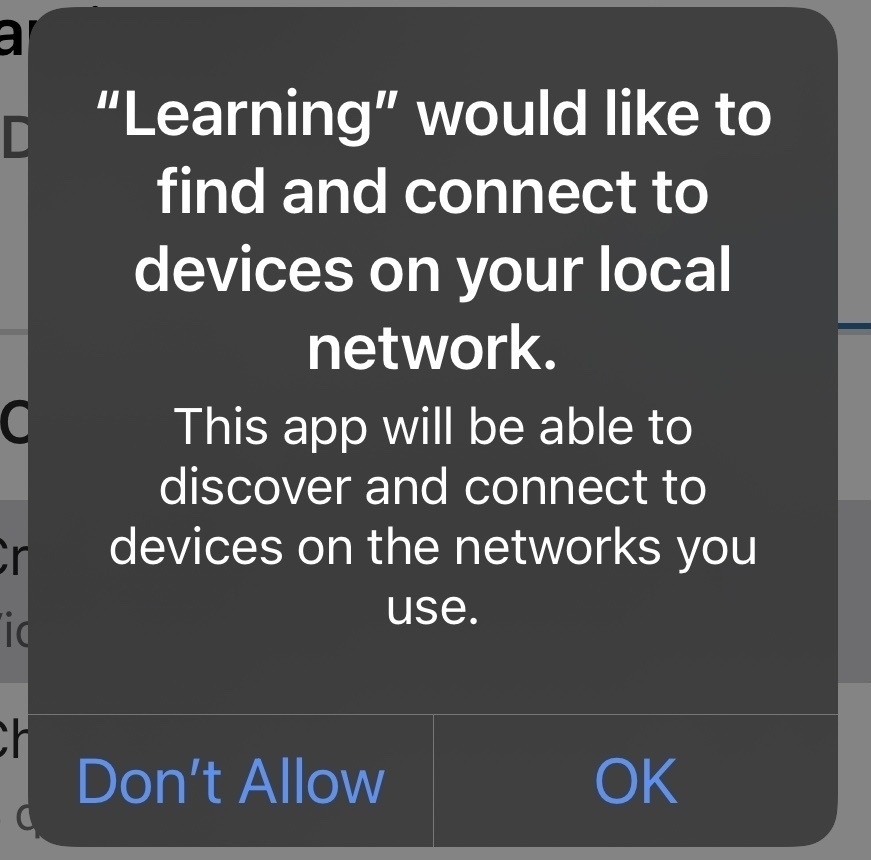 “Learning” would like to
find and connect to
devices on your local
network.
This app will be able to
discover and connect to
devices on the networks you
use.
Don’t Allow
OK